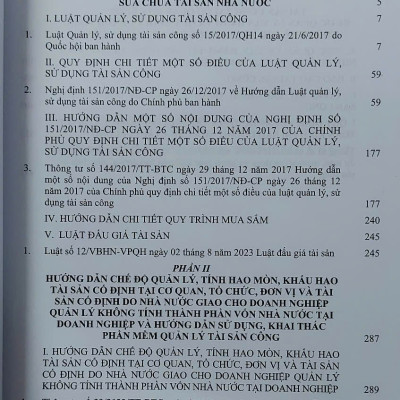 SỬA CHỮA TÀI SẢN NHÀ NƯỚC 5
I. LUẬT QUẢN LÝ, SỬ DỤNG TÀI SẢN CÔNG 7
1. Luật Quản lý, sử dụng tài sản công số 15/2017/QH14 ngày 21/6/2017 do
Quốc hội ban hành 7
II. QUY ĐỊNH CHI TIẾT MỘT SỐ ĐIỀU CỦA LUẬT QUẢN LÝ,
SỬ DỤNG TÀI SẢN CÔNG 59
2. Nghị định 151/2017/NĐ-CP ngày 26/12/2017 về Hướng dẫn Luật quản lý,
sử dụng tài sản công do Chính phủ ban hành 59
III. HƯỚNG DẪN MỘT SỐ NỘI DUNG CỦA NGHỊ ĐỊNH SỐ
151/2017/NĐ-CP NGÀY 26 THÁNG 12 NĂM 2017 CỦA CHÍNH
PHỦ QUY ĐỊNH CHI TIẾT MỘT SỐ ĐIỀU CỦA LUẬT QUẢN LÝ,
SỬ DỤNG TÀI SẢN CÔNG 177
3. Thông tư số 144/2017/TT-BTC ngày 29 tháng 12 năm 2017 Hướng dẫn
một số nội dung của Nghị định số 151/2017/NĐ-CP ngày 26 tháng 12
năm 2017 của Chính phủ quy định chi tiết một số điều của luật quản lý, sử
dụng tài sản công 177
IV. HƯỚNG DẪN CHI TIẾT QUY TRÌNH MUA SẮM 240
V. LUẬT ĐẤU GIÁ TÀI SẢN 245
1. Luật số 12/VBHN-VPQH ngày 02 tháng 8 năm 2023 Luật đấu giá tài sản 245
PHẦN II
HƯỚNG DẪN CHẾ ĐỘ QUẢN LÝ, TÍNH HAO MÒN, KHẤU HAO
TÀI SẢN CỐ ĐỊNH TẠI CƠ QUAN, TỔ CHỨC, ĐƠN VỊ VÀ TÀI
SẢN CỐ ĐỊNH DO NHÀ NƯỚC GIAO CHO DOANH NGHIỆP
QUẢN LÝ KHÔNG TÍNH THÀNH PHẦN VỐN NHÀ NƯỚC TẠI
DOANH NGHIỆP VÀ HƯỚNG DẪN SỬ DỤNG, KHAI THÁC
PHẦN MỀM QUẢN LÝ TÀI SẢN CÔNG 287
I. HƯỚNG DẪN CHẾ ĐỘ QUẢN LÝ, TÍNH HAO MÒN, KHẤU HAO
TÀI SẢN CỐ ĐỊNH TẠI CƠ QUAN, TỔ CHỨC, ĐƠN VỊ VÀ TÀI SẢN
CỐ ĐỊNH DO NHÀ NƯỚC GIAO CHO DOANH NGHIỆP QUẢN LÝ
KHÔNG TÍNH THÀNH PHẦN VỐN NHÀ NƯỚC TẠI DOANH NGHIỆP 289